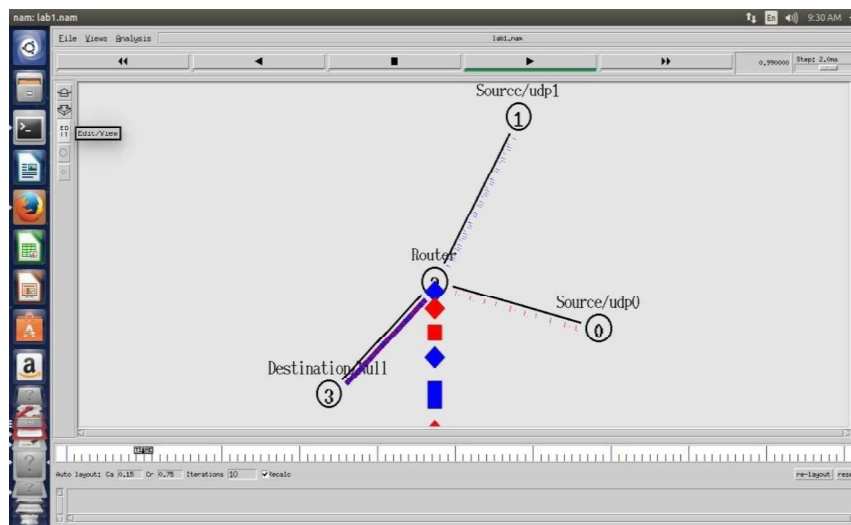 nam: lab1.nam
En
9:30 AM
File Views Analysis
lab1.nam
0.990000
Step: 2.0ms
Edit/View
Source/udp1
1
Router
Source/udp0
0
Destination/Null
3
Auto layout: Ca 0.15 Cr 0.75 Iterations 10 Recalc
re-layout